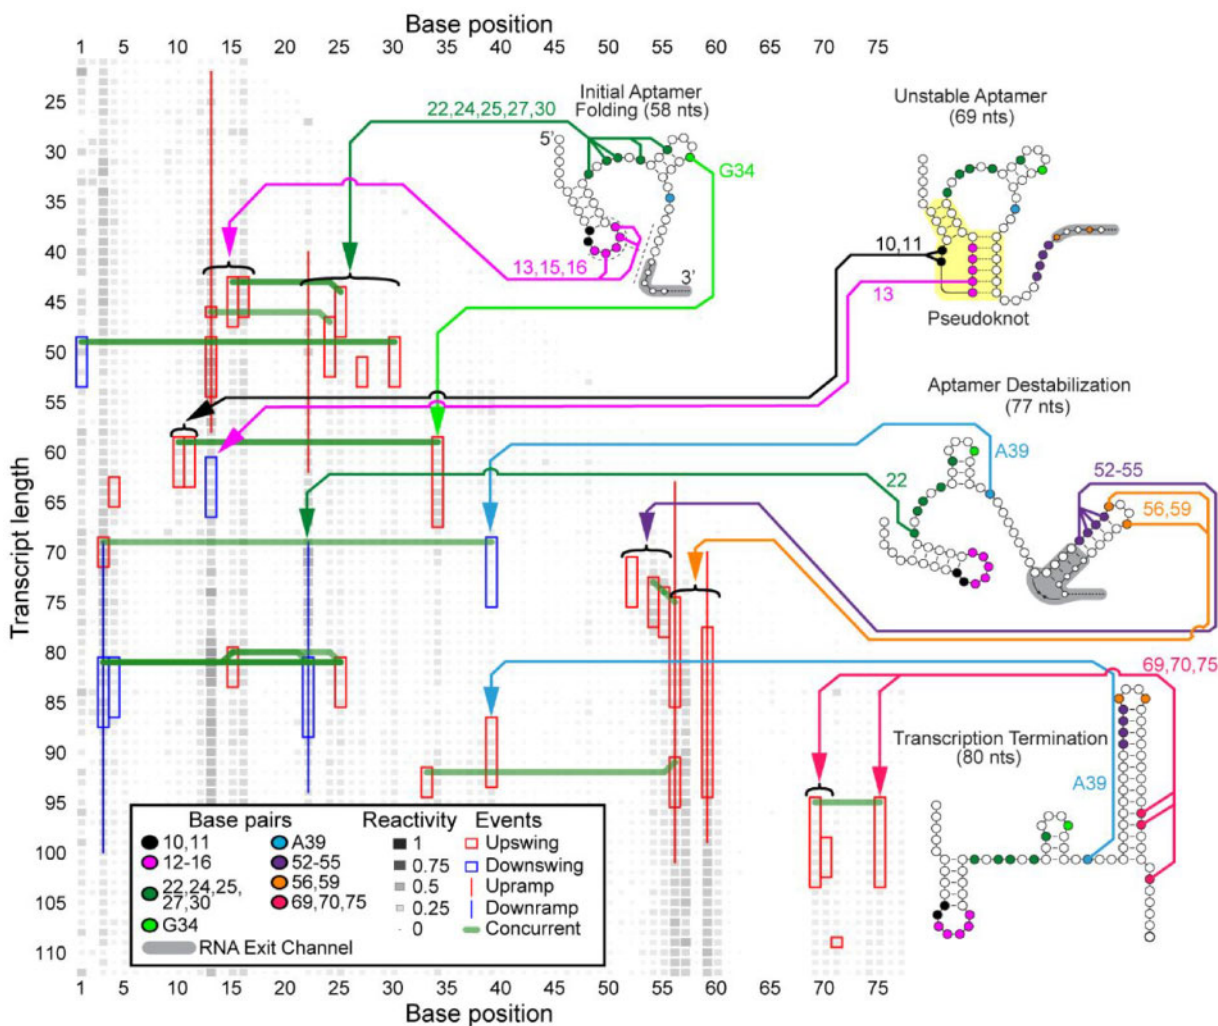 Base position
1 5 10 15 20 25 30 35 40 45 50 55 60 65 70 75
Transcript length
25
30
35
40
45
50
55
60
65
70
75
80
85
90
95
100
105
110
Initial Aptamer
Folding (58 nts)
22,24,25,27,30
5'
G34
13,15,16
3'
Unstable Aptamer
(69 nts)
10,11
13
Pseudoknot
Aptamer Destabilization
(77 nts)
A39
52-55
22
56,59
69,70,75
Transcription Termination
(80 nts)
A39
Base pairs
10,11
12-16
22,24,25,
27,30
G34
A39
52-55
56,59
69,70,75
RNA Exit Channel
Reactivity
1
0.75
0.5
0.25
0
Events
Upswing
Downswing
Upramp
Downramp
Concurrent
1 5 10 15 20 25 30 35 40 45 50 55 60 65 70 75
Base position